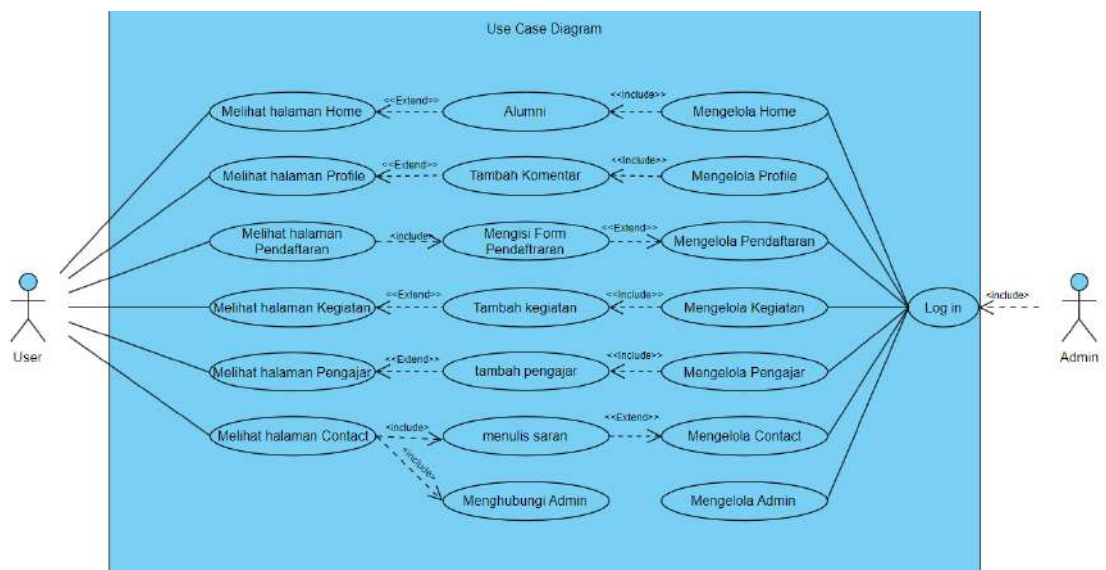 Use Case Diagram
Melihat halaman Home
<<Extend>>
Alumni
<<Include>>
Mengelola Home
Melihat halaman Profile
<<Extend>>
Tambah Komentar
<<Include>>
Mengelola Profile
Melihat halaman
Pendaftaran
<include>
Mengisi Form
Pendaftraran
<<Extend>>
Mengelola Pendaftaran
Melihat halaman Kegiatan
<<Extend>>
Tambah kegiatan
<<Include>>
Mengelola Kegiatan
Log in
<include>
User
Admin
Melihat halaman Pengajar
<<Extend>>
tambah pengajar
<<Include>>
Mengelola Pengajar
Melihat halaman Contact
<include>
menulis saran
<<Extend>>
Mengelola Contact
<include>
Menghubungi Admin
Mengelola Admin